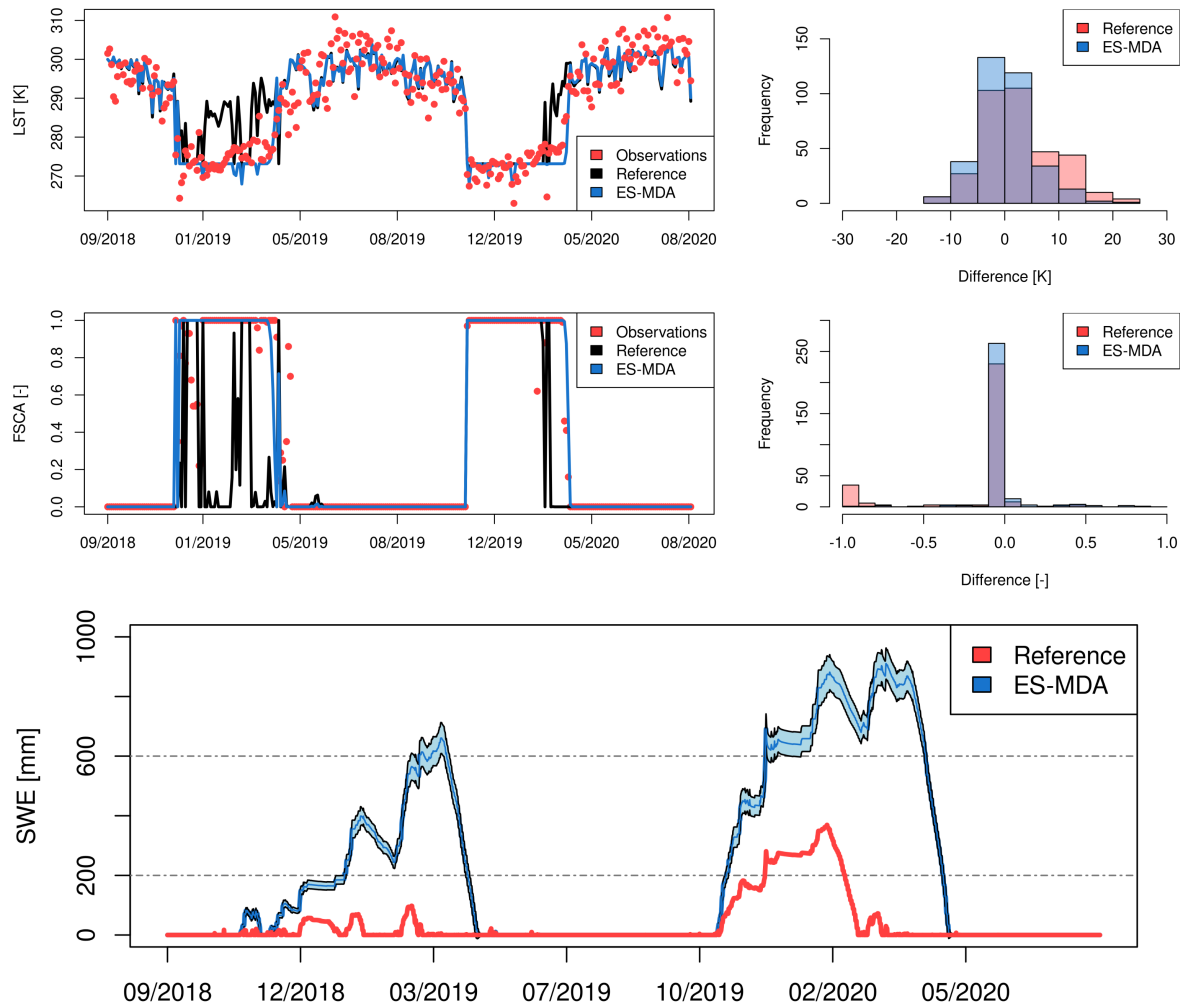 LST [K]
310
300
290
280
270
09/2018 01/2019 05/2019 08/2019 12/2019 05/2020 08/2020
Observations
Reference
ES-MDA
Frequency
150
100
50
0
-30 -20 -10 0 10 20 30
Difference [K]
Reference
ES-MDA
FSCA [-]
1.0
0.8
0.6
0.4
0.2
0.0
09/2018 01/2019 05/2019 08/2019 12/2019 05/2020 08/2020
Observations
Reference
ES-MDA
Frequency
250
150
50
0
-1.0 -0.5 0.0 0.5 1.0
Difference [-]
Reference
ES-MDA
SWE [mm]
1000
600
200
0
09/2018 12/2018 03/2019 07/2019 10/2019 02/2020 05/2020
Reference
ES-MDA